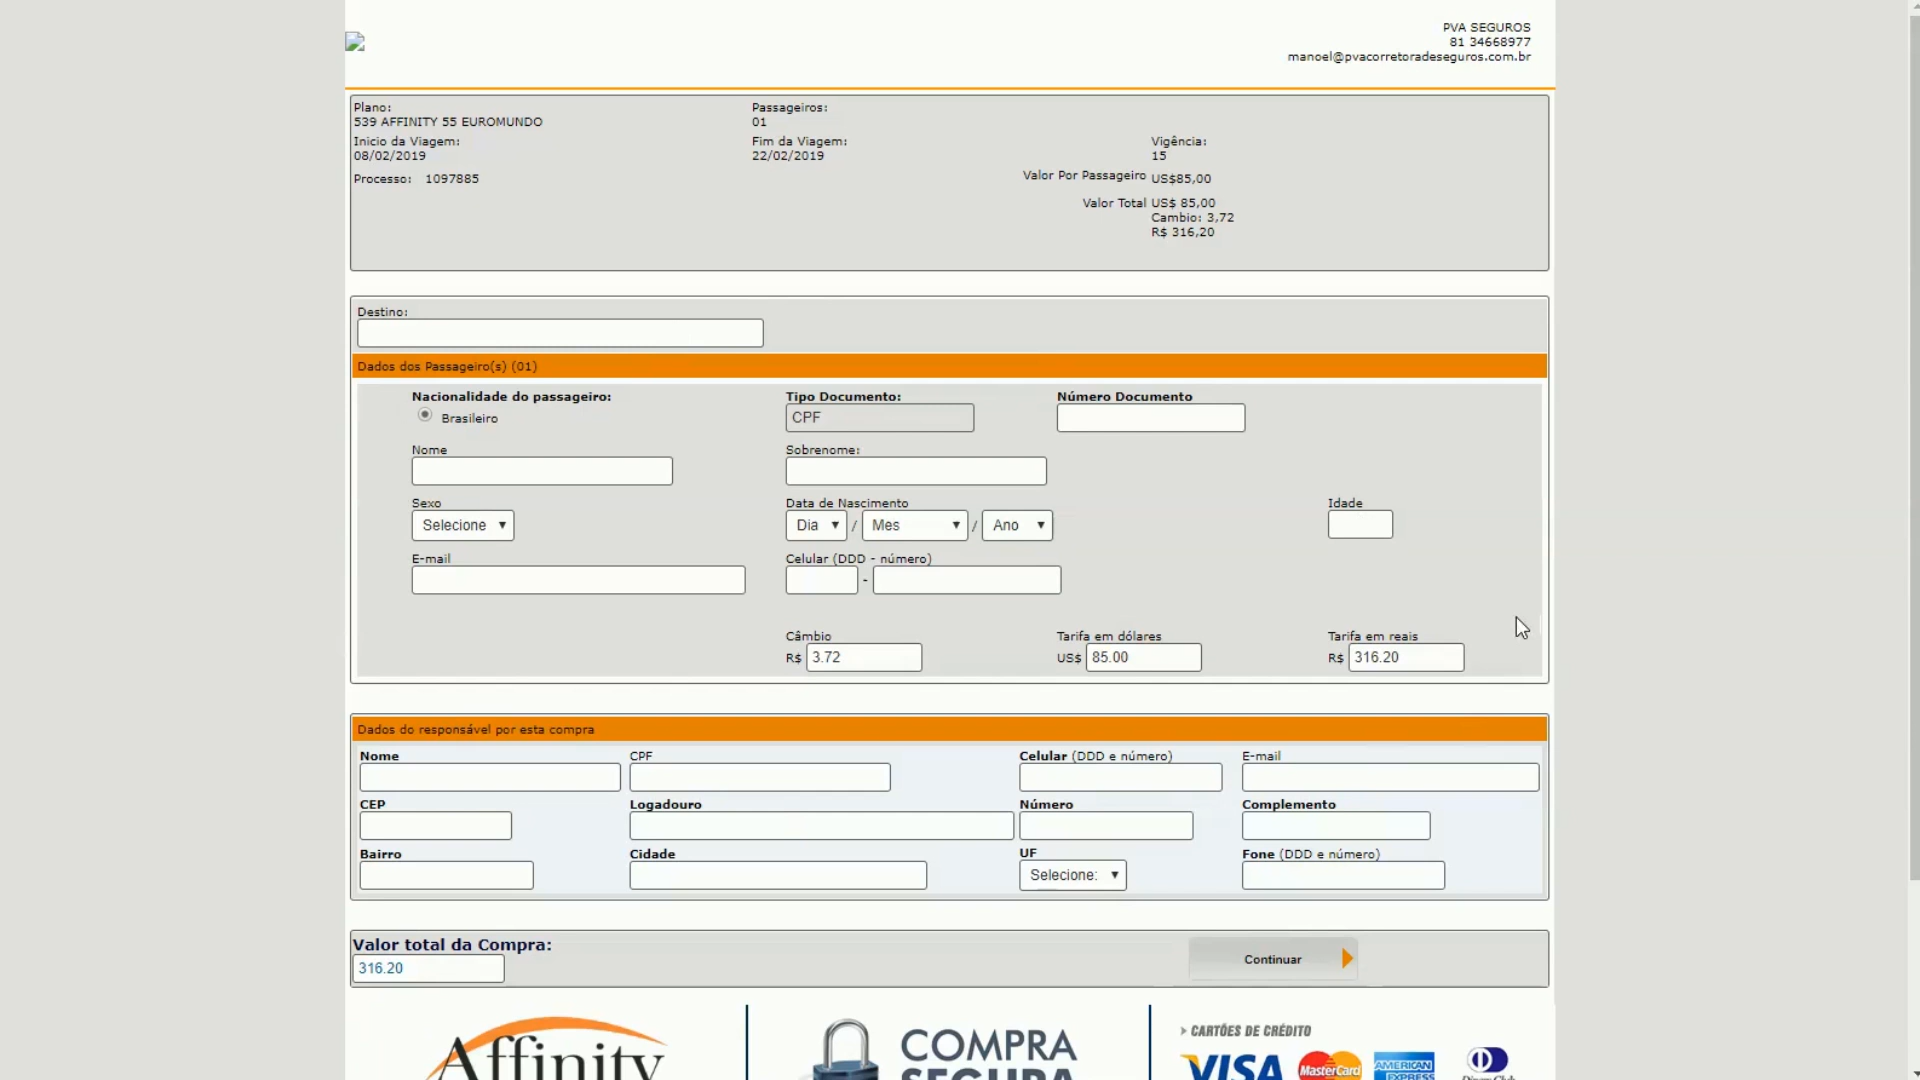 PVA SEGUROS
81 34668977
manoel@pvacorretoradeseguros.com.br
Plano:
539 AFFINITY 55 EUROMUNDO
Passageiros:
01
Inicio da Viagem:
08/02/2019
Fim da Viagem:
22/02/2019
Vigência:
15
Processo: 1097885
Valor Por Passageiro US$85,00
Valor Total US$ 85,00
Cambio: 3,72
R$ 316,20
Destino:
Dados dos Passageiro(s) (01)
Nacionalidade do passageiro:
Brasileiro
Tipo Documento:
CPF
Número Documento
Nome
Sobrenome:
Sexo
Selecione
Data de Nascimento
Dia / Mes / Ano
Idade
E-mail
Celular (DDD - número)
-
Câmbio
R$ 3.72
Tarifa em dólares
US$ 85.00
Tarifa em reais
R$ 316.20
Dados do responsável por esta compra
Nome
CPF
Celular (DDD e número)
E-mail
CEP
Logadouro
Número
Complemento
Bairro
Cidade
UF
Selecione:
Fone (DDD e número)
Valor total da Compra:
316.20
Continuar
Affinity
COMPRA
SEGURA
CARTÕES DE CRÉDITO
VISA
MasterCard
AMERICAN EXPRESS
Diners Club